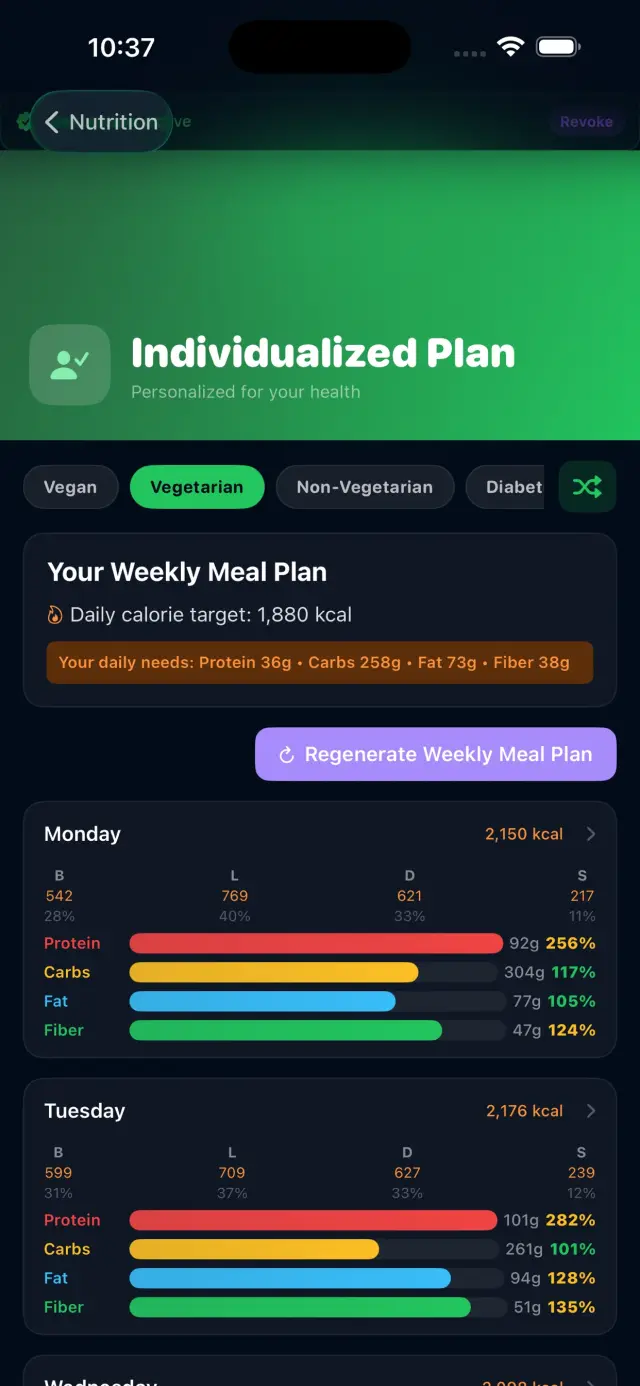 10:37
Nutrition
ve
Revoke
Individualized Plan
Personalized for your health
Vegan Vegetarian Non-Vegetarian Diabet
Your Weekly Meal Plan
Daily calorie target: 1,880 kcal
Your daily needs: Protein 36g • Carbs 258g • Fat 73g • Fiber 38g
Regenerate Weekly Meal Plan
Monday 2,150 kcal
B L D S
542 769 621 217
28% 40% 33% 11%
Protein 92g 256%
Carbs 304g 117%
Fat 77g 105%
Fiber 47g 124%
Tuesday 2,176 kcal
B L D S
599 709 627 239
31% 37% 33% 12%
Protein 101g 282%
Carbs 261g 101%
Fat 94g 128%
Fiber 51g 135%
Wednesday